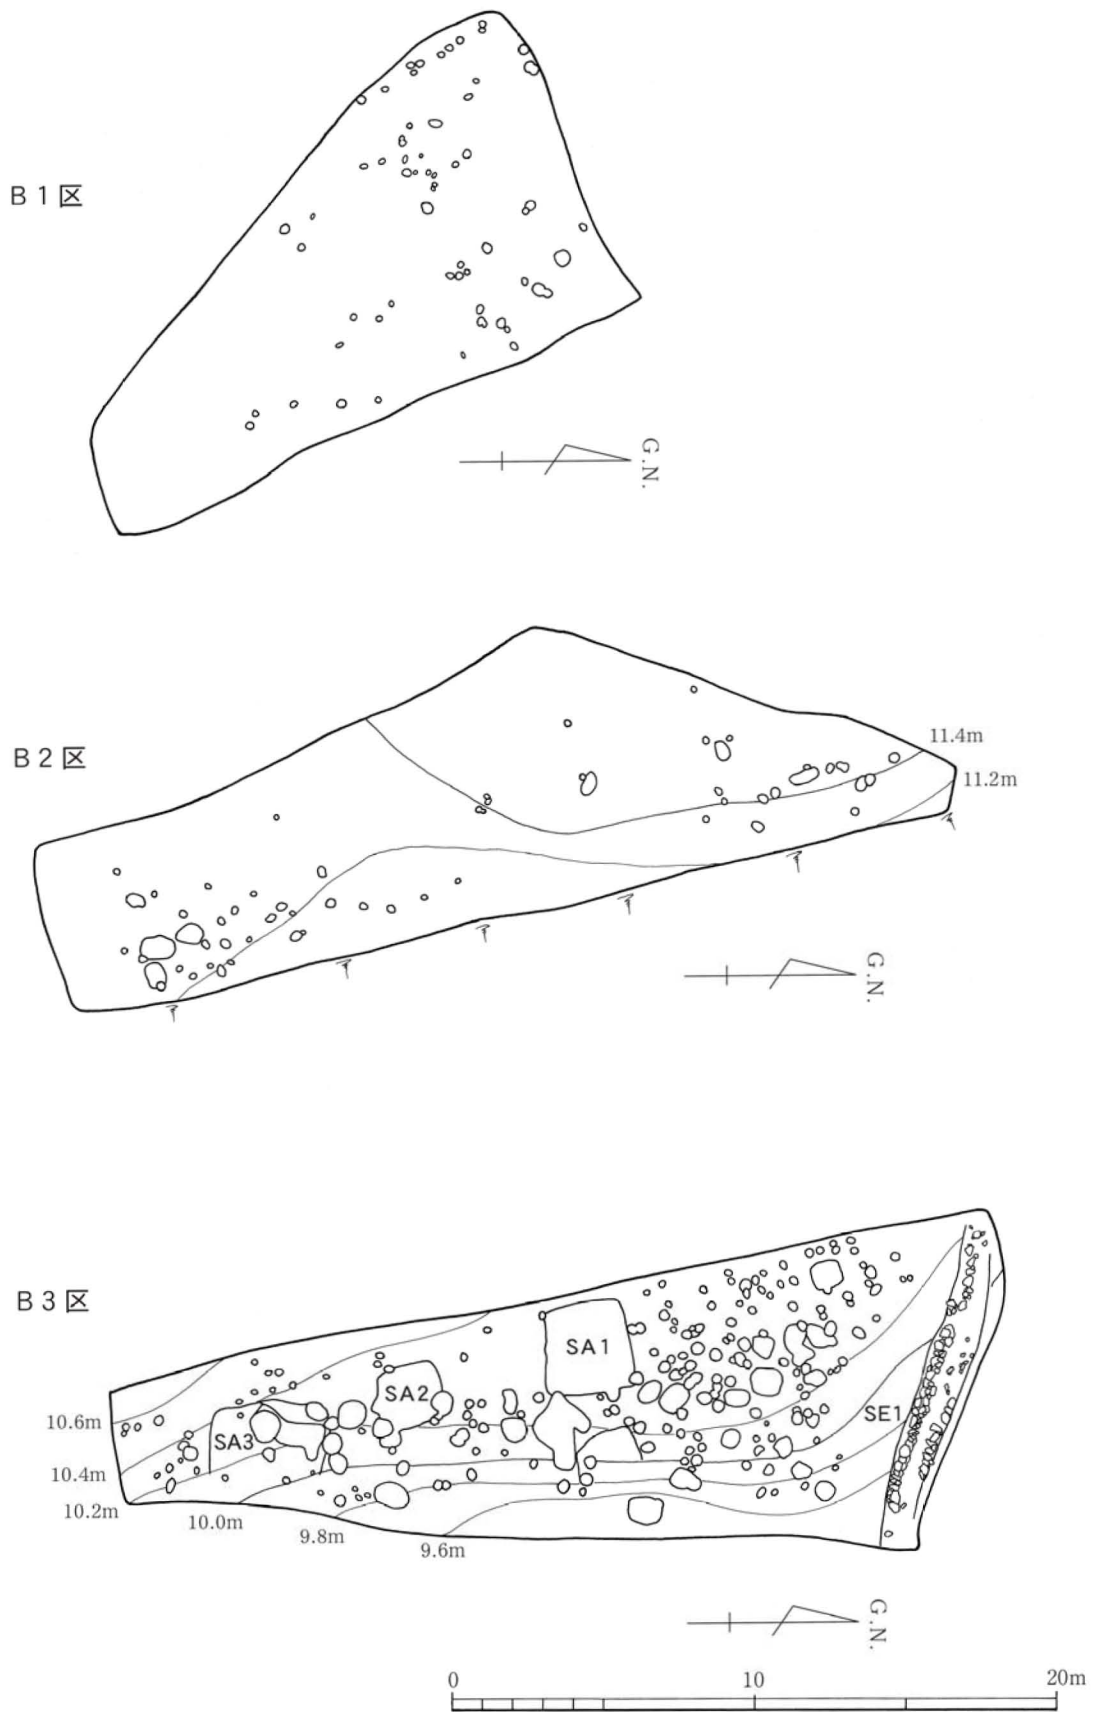 B1区
G.N.
B2区
11.4m
11.2m
G.N.
B3区
SA1
SA2
SA3
SE1
10.6m
10.4m
10.2m
10.0m
9.8m
9.6m
G.N.
0 10 20m